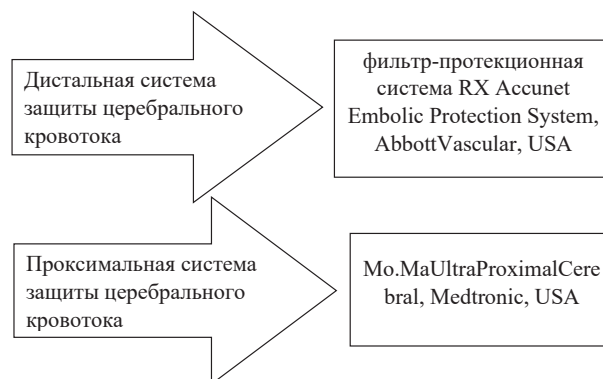 Дистальная система
защиты церебрального
кровотока
фильтр-протекционная
система RX Accunet
Embolic Protection System,
AbbottVascular, USA
Проксимальная система
защиты церебрального
кровотока
Mo.MaUltraProximalCere
bral, Medtronic, USA